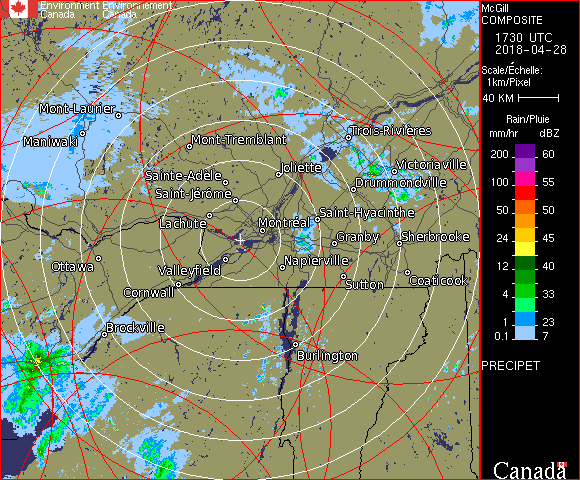 Environment Environnement
Canada Canada
McGill
COMPOSITE
1730 UTC
2018-04-28
Scale/Échelle:
1km/Pixel
40 KM
Rain/Pluie
mm/hr dBZ
200 60
100 55
50 50
24 45
12 40
4 33
1 23
0.1 7
PRECIPET
Canada
Mont-Laurier
Maniwaki
Mont-Tremblant
Trois-Rivières
Joliette
Victoriaville
Sainte-Adèle
Drummondville
Saint-Jérôme
Lachute
Montréal
Saint-Hyacinthe
Granby
Sherbrooke
Ottawa
Valleyfield
Napierville
Cornwall
Sutton
Coaticook
Brockville
Burlington